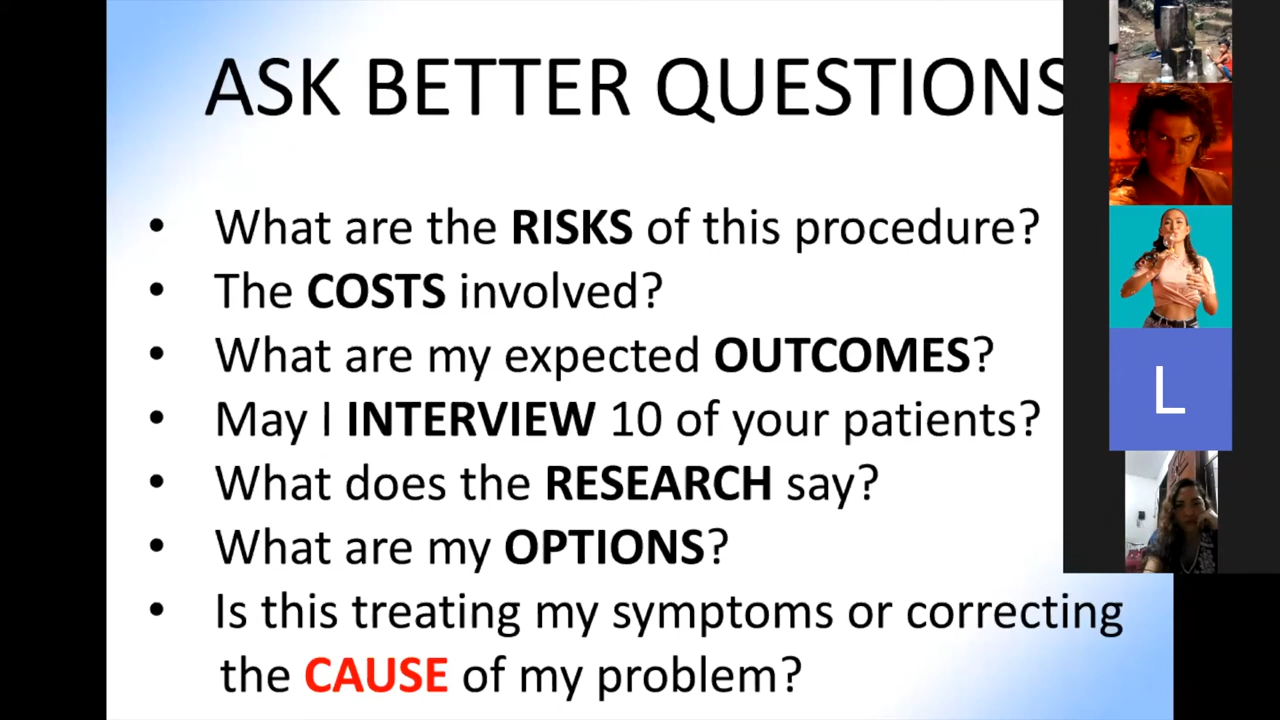 ASK BETTER QUESTIONS
• What are the RISKS of this procedure?
• The COSTS involved?
• What are my expected OUTCOMES?
• May I INTERVIEW 10 of your patients?
• What does the RESEARCH say?
• What are my OPTIONS?
• Is this treating my symptoms or correcting
the CAUSE of my problem?
L